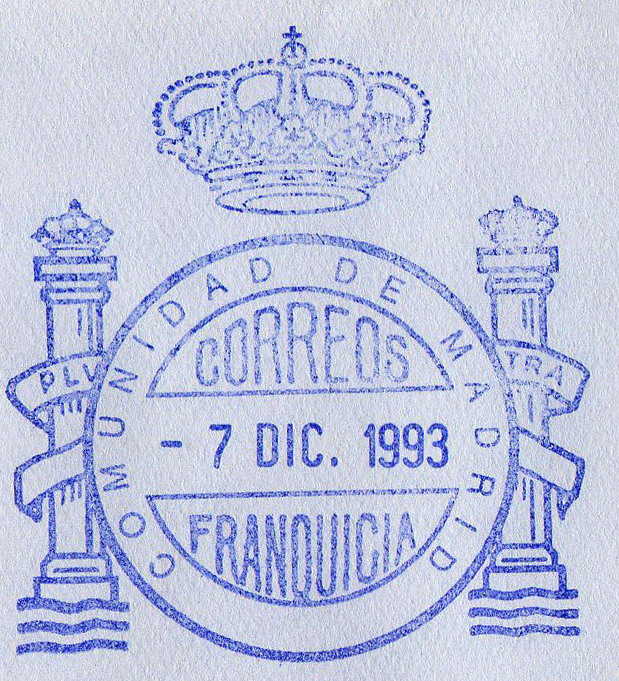 COMUNIDAD DE MADRID
CORREOS
- 7 DIC. 1993
FRANQUICIA
PLV
TRA